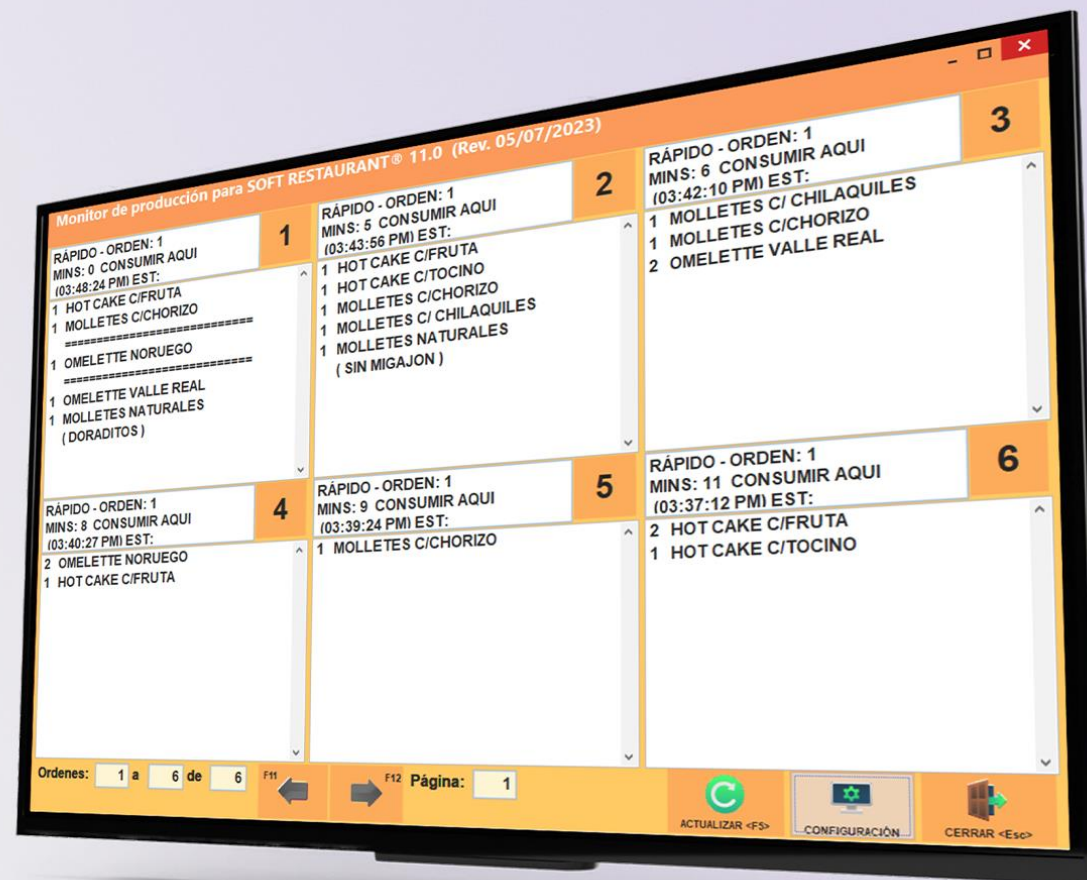 Monitor de producción para SOFT RESTAURANT® 11.0 (Rev. 05/07/2023)
RÁPIDO - ORDEN: 1
MINS: 0 CONSUMIR AQUI
(03:48:24 PM) EST:
1
1 HOT CAKE C/FRUTA
1 MOLLETES C/CHORIZO
============================
1 OMELETTE NORUEGO
============================
1 OMELETTE VALLE REAL
1 MOLLETES NATURALES
( DORADITOS )
RÁPIDO - ORDEN: 1
MINS: 5 CONSUMIR AQUI
(03:43:56 PM) EST:
2
1 HOT CAKE C/FRUTA
1 HOT CAKE C/TOCINO
1 MOLLETES C/CHORIZO
1 MOLLETES C/ CHILAQUILES
1 MOLLETES NATURALES
( SIN MIGAJON )
RÁPIDO - ORDEN: 1
MINS: 6 CONSUMIR AQUI
(03:42:10 PM) EST:
3
1 MOLLETES C/ CHILAQUILES
1 MOLLETES C/CHORIZO
2 OMELETTE VALLE REAL
RÁPIDO - ORDEN: 1
MINS: 8 CONSUMIR AQUI
(03:40:27 PM) EST:
4
2 OMELETTE NORUEGO
1 HOT CAKE C/FRUTA
RÁPIDO - ORDEN: 1
MINS: 9 CONSUMIR AQUI
(03:39:24 PM) EST:
5
1 MOLLETES C/CHORIZO
RÁPIDO - ORDEN: 1
MINS: 11 CONSUMIR AQUI
(03:37:12 PM) EST:
6
2 HOT CAKE C/FRUTA
1 HOT CAKE C/TOCINO
Ordenes: 1 a 6 de 6 F11 F12 Página: 1
ACTUALIZAR <F5> CONFIGURACIÓN CERRAR <Esc>